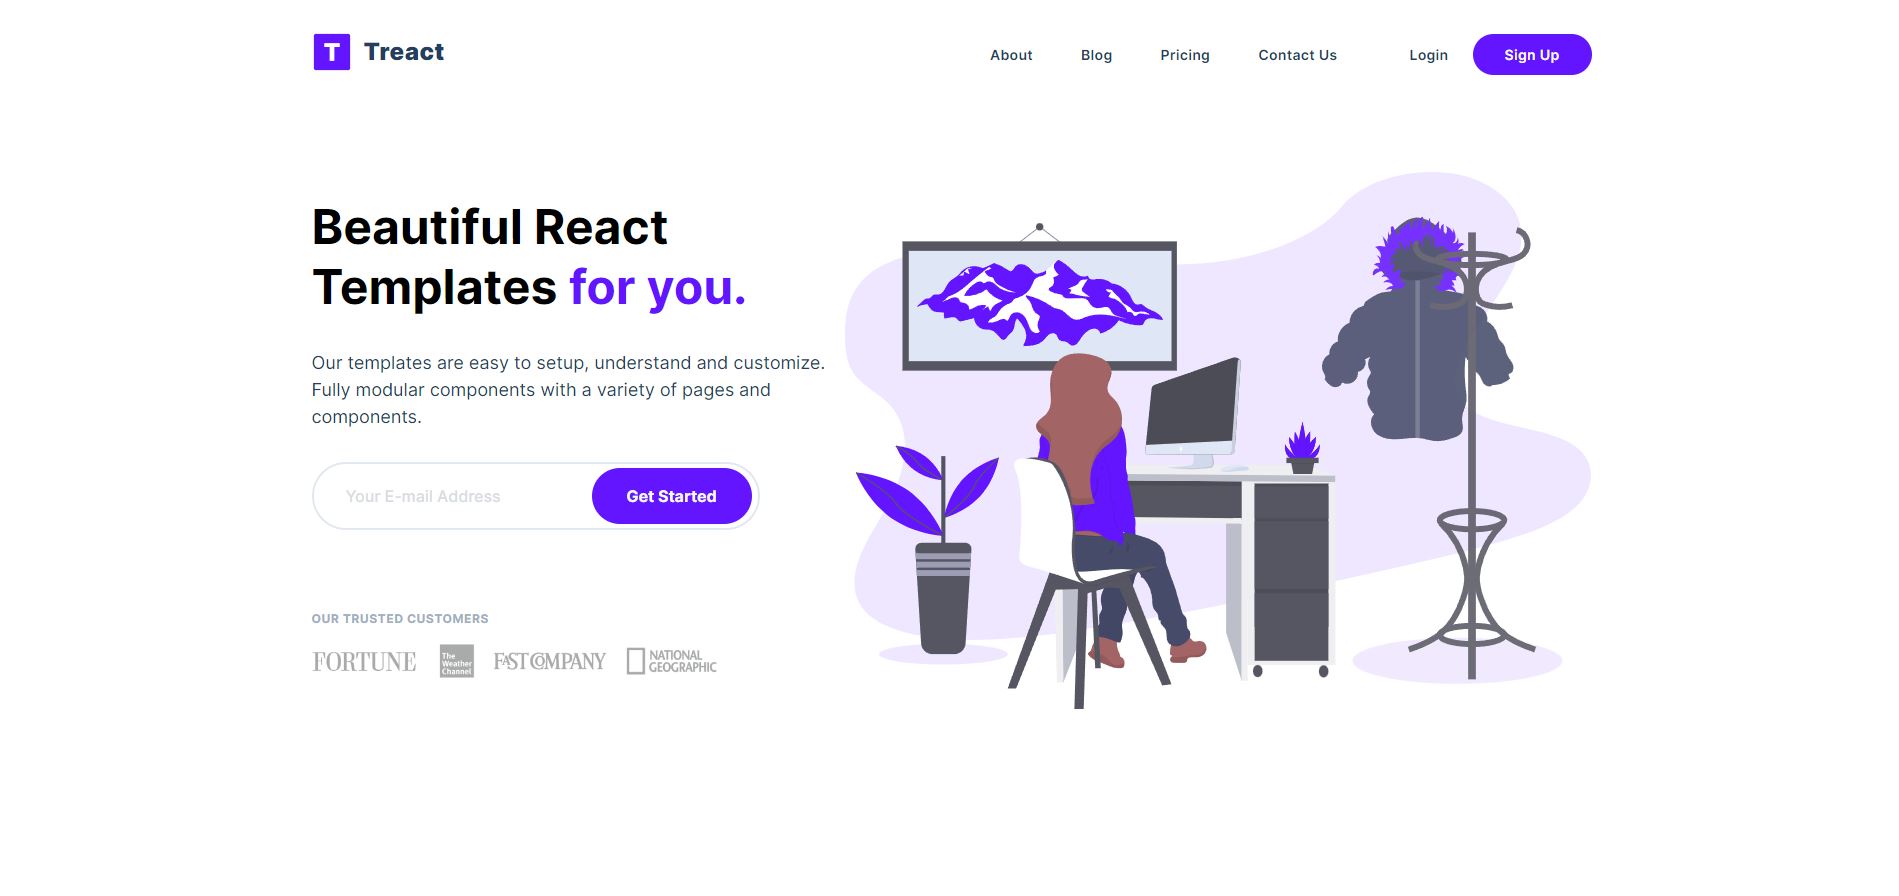 T Treact
About Blog Pricing Contact Us Login Sign Up
Beautiful React
Templates for you.
Our templates are easy to setup, understand and customize.
Fully modular components with a variety of pages and
components.
Your E-mail Address Get Started
OUR TRUSTED CUSTOMERS
FORTUNE
The
Weather
Channel
FAST COMPANY
NATIONAL
GEOGRAPHIC